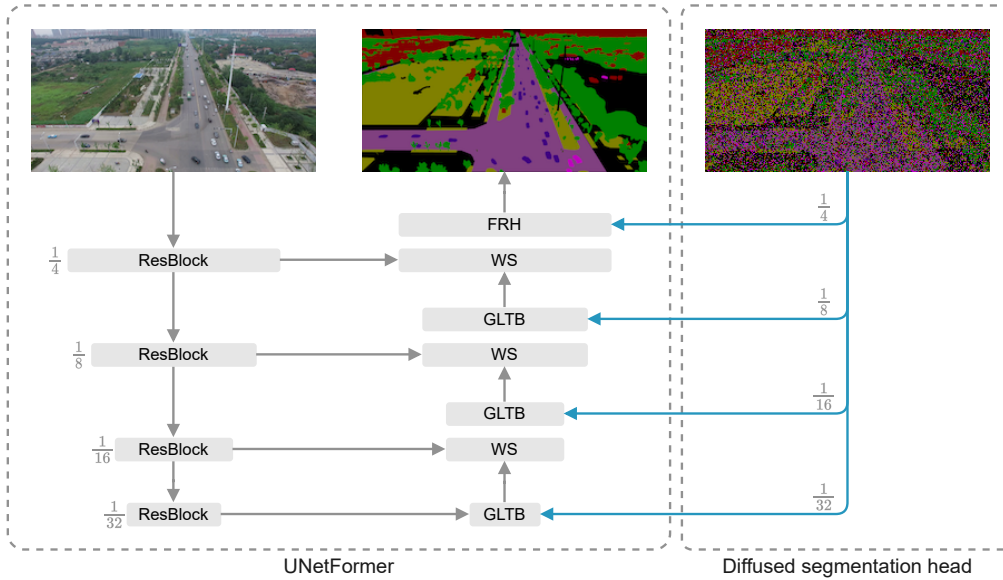 1/4
FRH
1/4
ResBlock
WS
1/8
GLTB
1/8
ResBlock
WS
1/16
GLTB
1/16
ResBlock
WS
1/32
1/32
ResBlock
GLTB
UNetFormer
Diffused segmentation head